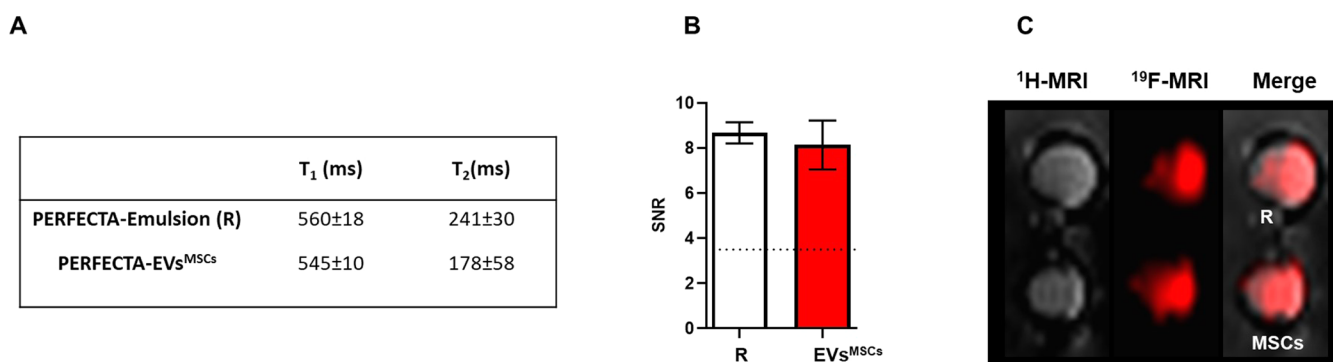 A
T₁ (ms) T₂(ms)
PERFECTA-Emulsion (R) 560±18 241±30
PERFECTA-EVsᴹˢᶜˢ 545±10 178±58
B
SNR
10
8
6
4
2
0
R EVsᴹˢᶜˢ
C
¹H-MRI ¹⁹F-MRI Merge
R
MSCs